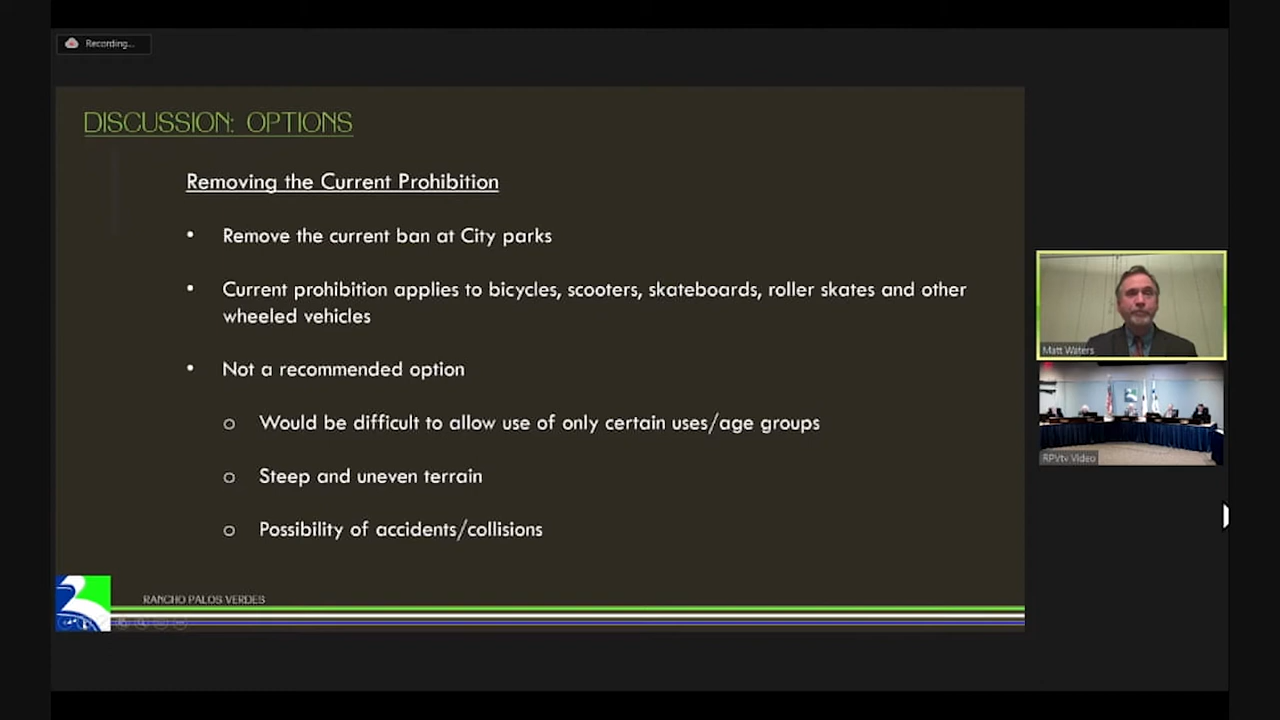 Recording...
DISCUSSION: OPTIONS
Removing the Current Prohibition
• Remove the current ban at City parks
• Current prohibition applies to bicycles, scooters, skateboards, roller skates and other
wheeled vehicles
• Not a recommended option
o Would be difficult to allow use of only certain uses/age groups
o Steep and uneven terrain
o Possibility of accidents/collisions
Matt Waters
RPVtv Video
RANCHO PALOS VERDES